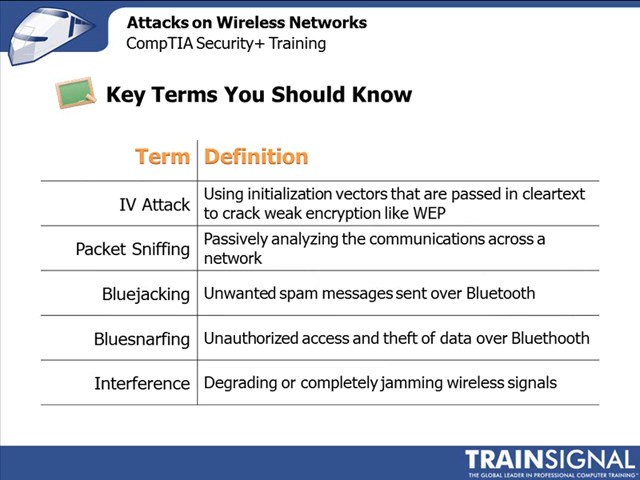 Attacks on Wireless Networks
CompTIA Security+ Training
Key Terms You Should Know
Term Definition
IV Attack Using initialization vectors that are passed in cleartext
to crack weak encryption like WEP
Packet Sniffing Passively analyzing the communications across a
network
Bluejacking Unwanted spam messages sent over Bluetooth
Bluesnarfing Unauthorized access and theft of data over Bluethooth
Interference Degrading or completely jamming wireless signals
TRAINSIGNAL
THE GLOBAL LEADER IN PROFESSIONAL COMPUTER TRAINING™